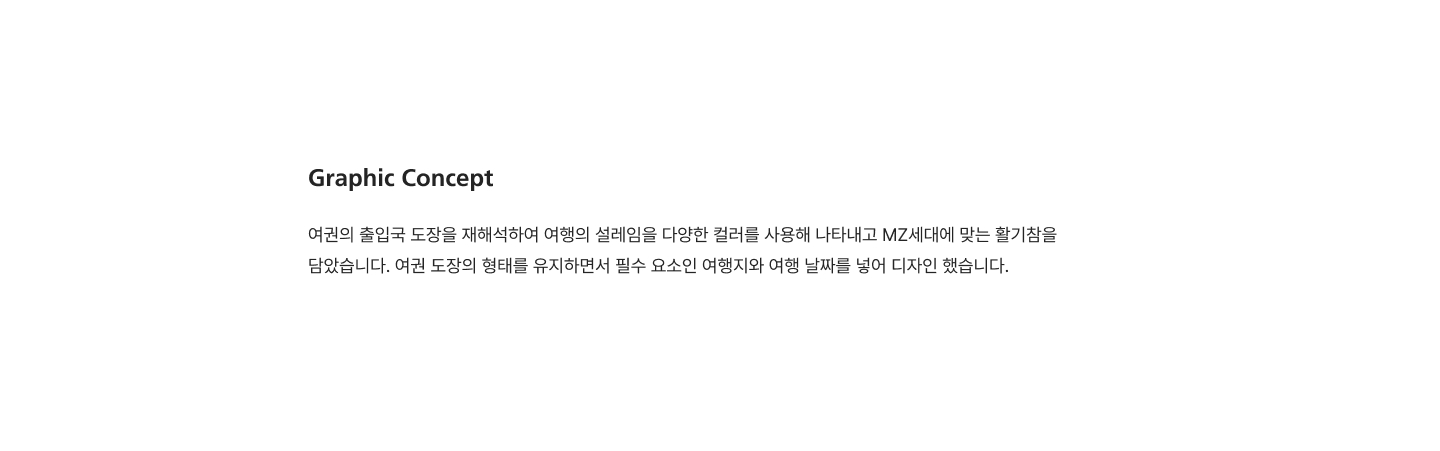 Graphic Concept
여권의 출입국 도장을 재해석하여 여행의 설레임을 다양한 컬러를 사용해 나타내고 MZ세대에 맞는 활기참을
담았습니다. 여권 도장의 형태를 유지하면서 필수 요소인 여행지와 여행 날짜를 넣어 디자인 했습니다.